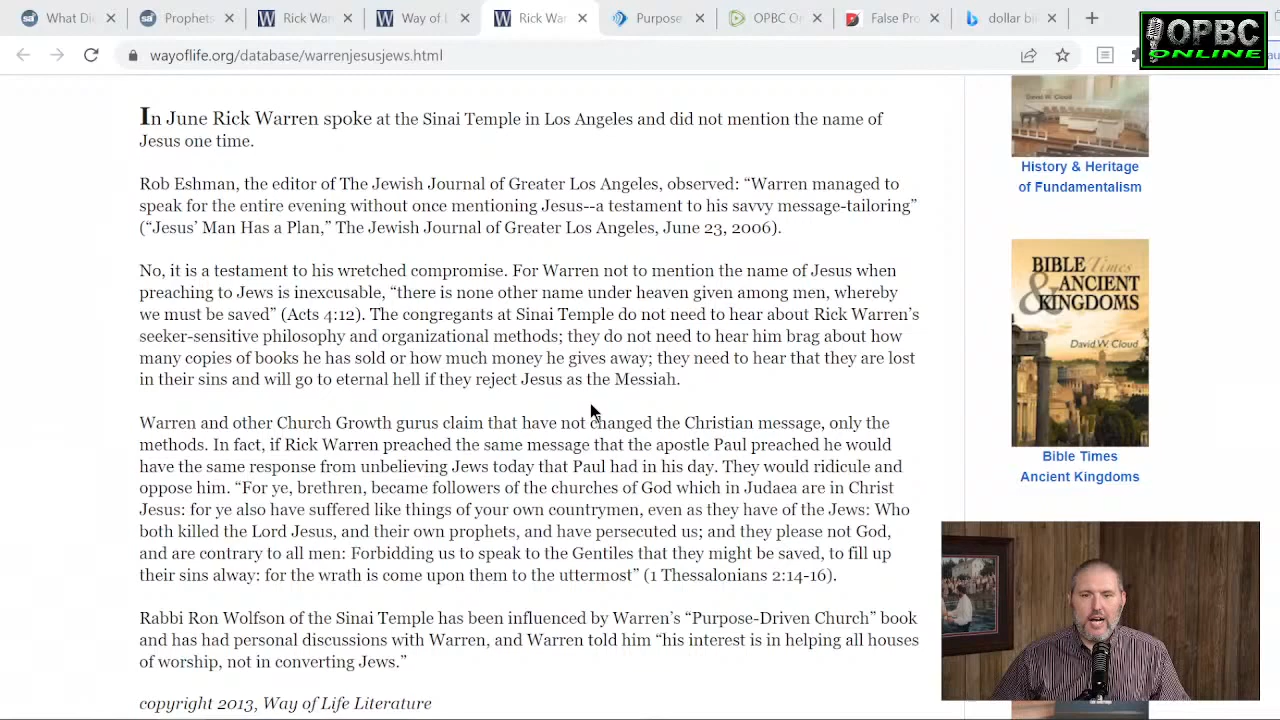 What Di
Prophets
Rick War
Way of
Rick War
Purpose
OPBC On
False Pro
dollar bi
wayoflife.org/database/warrenjestsjews.html
OPBC
ONLINE
In June Rick Warren spoke at the Sinai Temple in Los Angeles and did not mention the name of
Jesus one time.
Rob Eshman, the editor of The Jewish Journal of Greater Los Angeles, observed: “Warren managed to
speak for the entire evening without once mentioning Jesus--a testament to his savvy message-tailoring”
(“Jesus’ Man Has a Plan,” The Jewish Journal of Greater Los Angeles, June 23, 2006).
No, it is a testament to his wicked compromise. For Warren not to mention the name of Jesus when
preaching to Jews is inexcusable, as there is none other name under heaven given among men, whereby
we must be saved” (Acts 4:12). The congregants at Sinai Temple do not need to hear about Rick Warren’s
seeker-sensitive philosophy and organizational methods; they do not need to hear him brag about how
many copies of books he has sold and how much money he gives away; they need to hear that they are lost
in their sins and will go to eternal hell if they reject Jesus as the Messiah.
Warren and other Church Growth gurus claim that have not changed the Christian message, only the
methods. In fact, if Rick Warren preached the same message that the apostle Paul preached he would
have the same response from unbelieving Jews today that Paul had in his day. They would ridicule and
oppose him. “For ye, brethren, became followers of the churches of God which in Judaea are in Christ
Jesus: for ye also have suffered like things of your own countrymen, even as they have of the Jews: Who
both killed the Lord Jesus, and their own prophets, and have persecuted us; and they please not God,
and are contrary to all men: Forbidding us to speak to the Gentiles that they might be saved, to fill up
their sins alway: for the wrath is come upon them to the uttermost” (1 Thessalonians 2:14-16).
Rabbi Ron Wolfson of the Sinai Temple has been influenced by Warren’s “Purpose-Driven Church” book
and has had personal discussions with Warren, and Warren told him “his interest is in helping all houses
of worship, not in converting Jews.”
copyright 2013, Way of Life Literature
David W. Cloud
History & Heritage
of Fundamentalism
BIBLE Times
& ANCIENT
KINGDOMS
David W. Cloud
Bible Times
Ancient Kingdoms